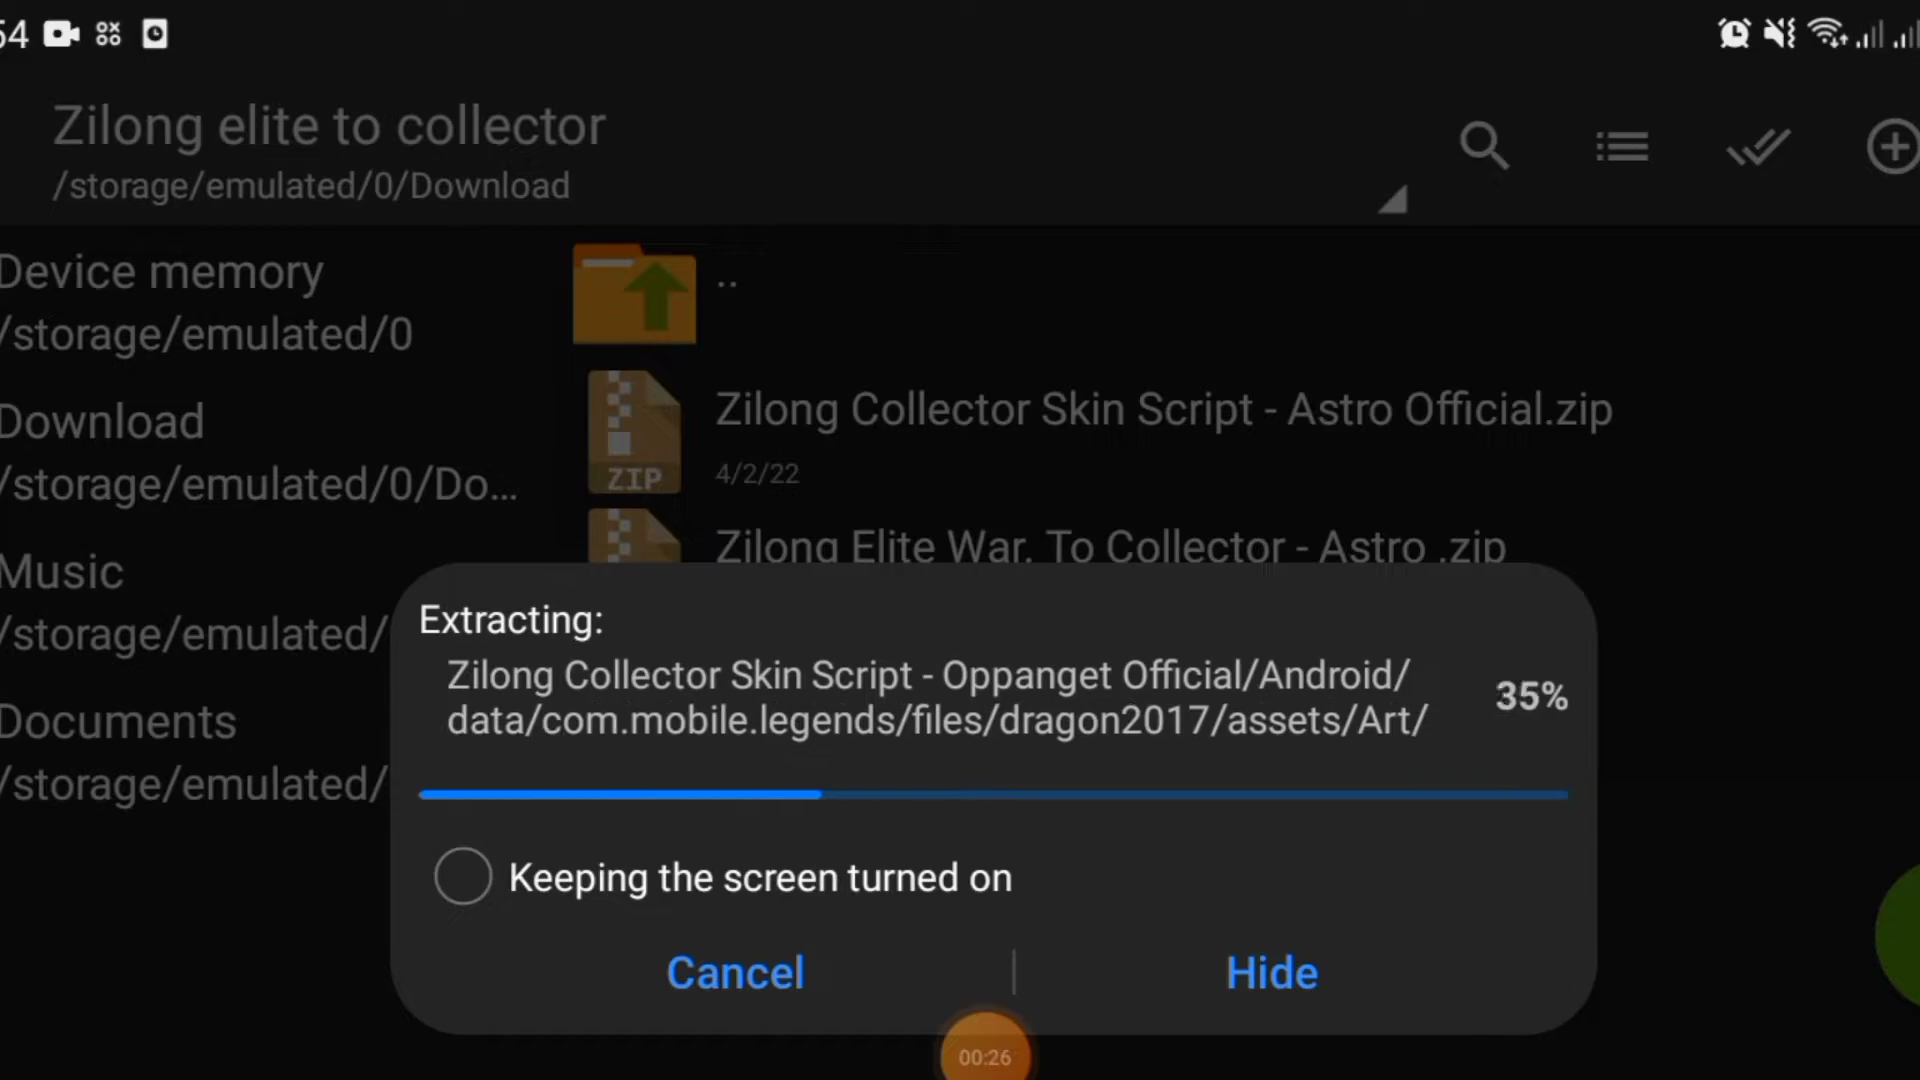 54
Zilong elite to collector
/storage/emulated/0/Download
Device memory
/storage/emulated/0
Download
/storage/emulated/0/Do...
Music
/storage/emulated/
Documents
/storage/emulated/
..
ZIP
Zilong Collector Skin Script - Astro Official.zip
4/2/22
Zilong Elite War. To Collector - Astro .zip
Extracting:
Zilong Collector Skin Script - Oppanget Official/Android/
data/com.mobile.legends/files/dragon2017/assets/Art/
35%
Keeping the screen turned on
Cancel
Hide
00:26